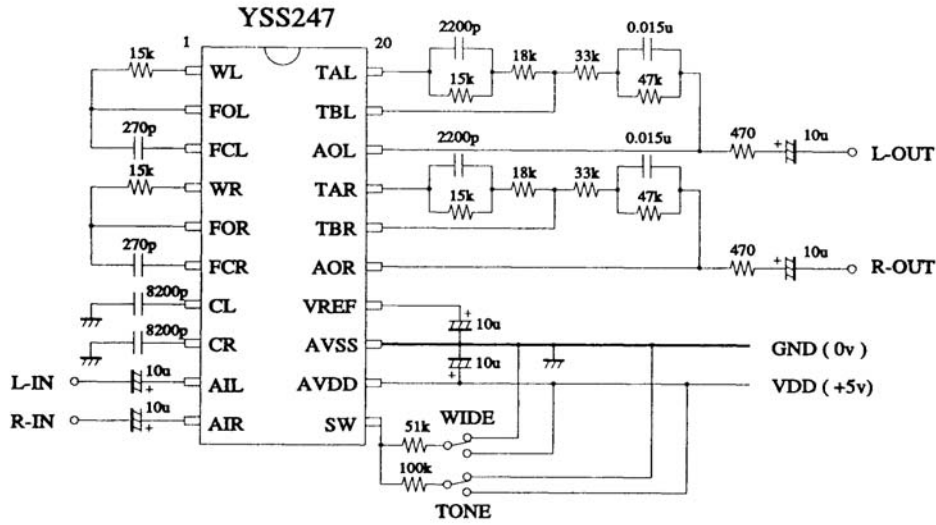 YSS247
1
20
15k
WL
TAL
2200p
15k
18k
33k
0.015u
47k
FOL
TBL
270p
FCL
AOL
470
+
10u
L-OUT
15k
WR
TAR
2200p
15k
18k
33k
0.015u
47k
FOR
TBR
270p
FCR
AOR
470
+
10u
R-OUT
8200p
CL
VREF
+
10u
8200p
CR
AVSS
GND ( 0v )
10u
+
L-IN
10u
+
AIL
AVDD
VDD ( +5v )
R-IN
10u
+
AIR
SW
51k
WIDE
100k
TONE